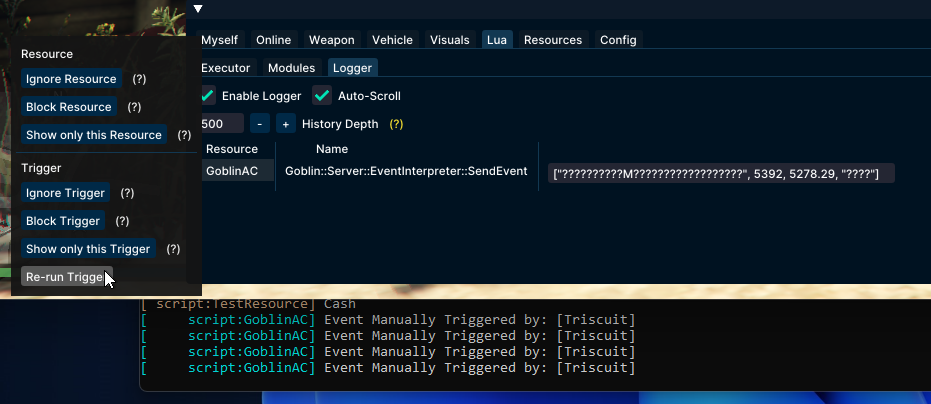 ▼
Myself Online Weapon Vehicle Visuals Lua Resources Config
Executor Modules Logger
Enable Logger Auto-Scroll
500 - + History Depth (?)
Resource Name
GoblinAC Goblin::Server::EventInterpreter::SendEvent ["??????????M??????????????????", 5392, 5278.29, "????"]
Resource
Ignore Resource (?)
Block Resource (?)
Show only this Resource (?)
Trigger
Ignore Trigger (?)
Block Trigger (?)
Show only this Trigger (?)
Re-run Trigger
[ script:TestResource] Cash
[ script:GoblinAC] Event Manually Triggered by: [Triscuit]
[ script:GoblinAC] Event Manually Triggered by: [Triscuit]
[ script:GoblinAC] Event Manually Triggered by: [Triscuit]
[ script:GoblinAC] Event Manually Triggered by: [Triscuit]